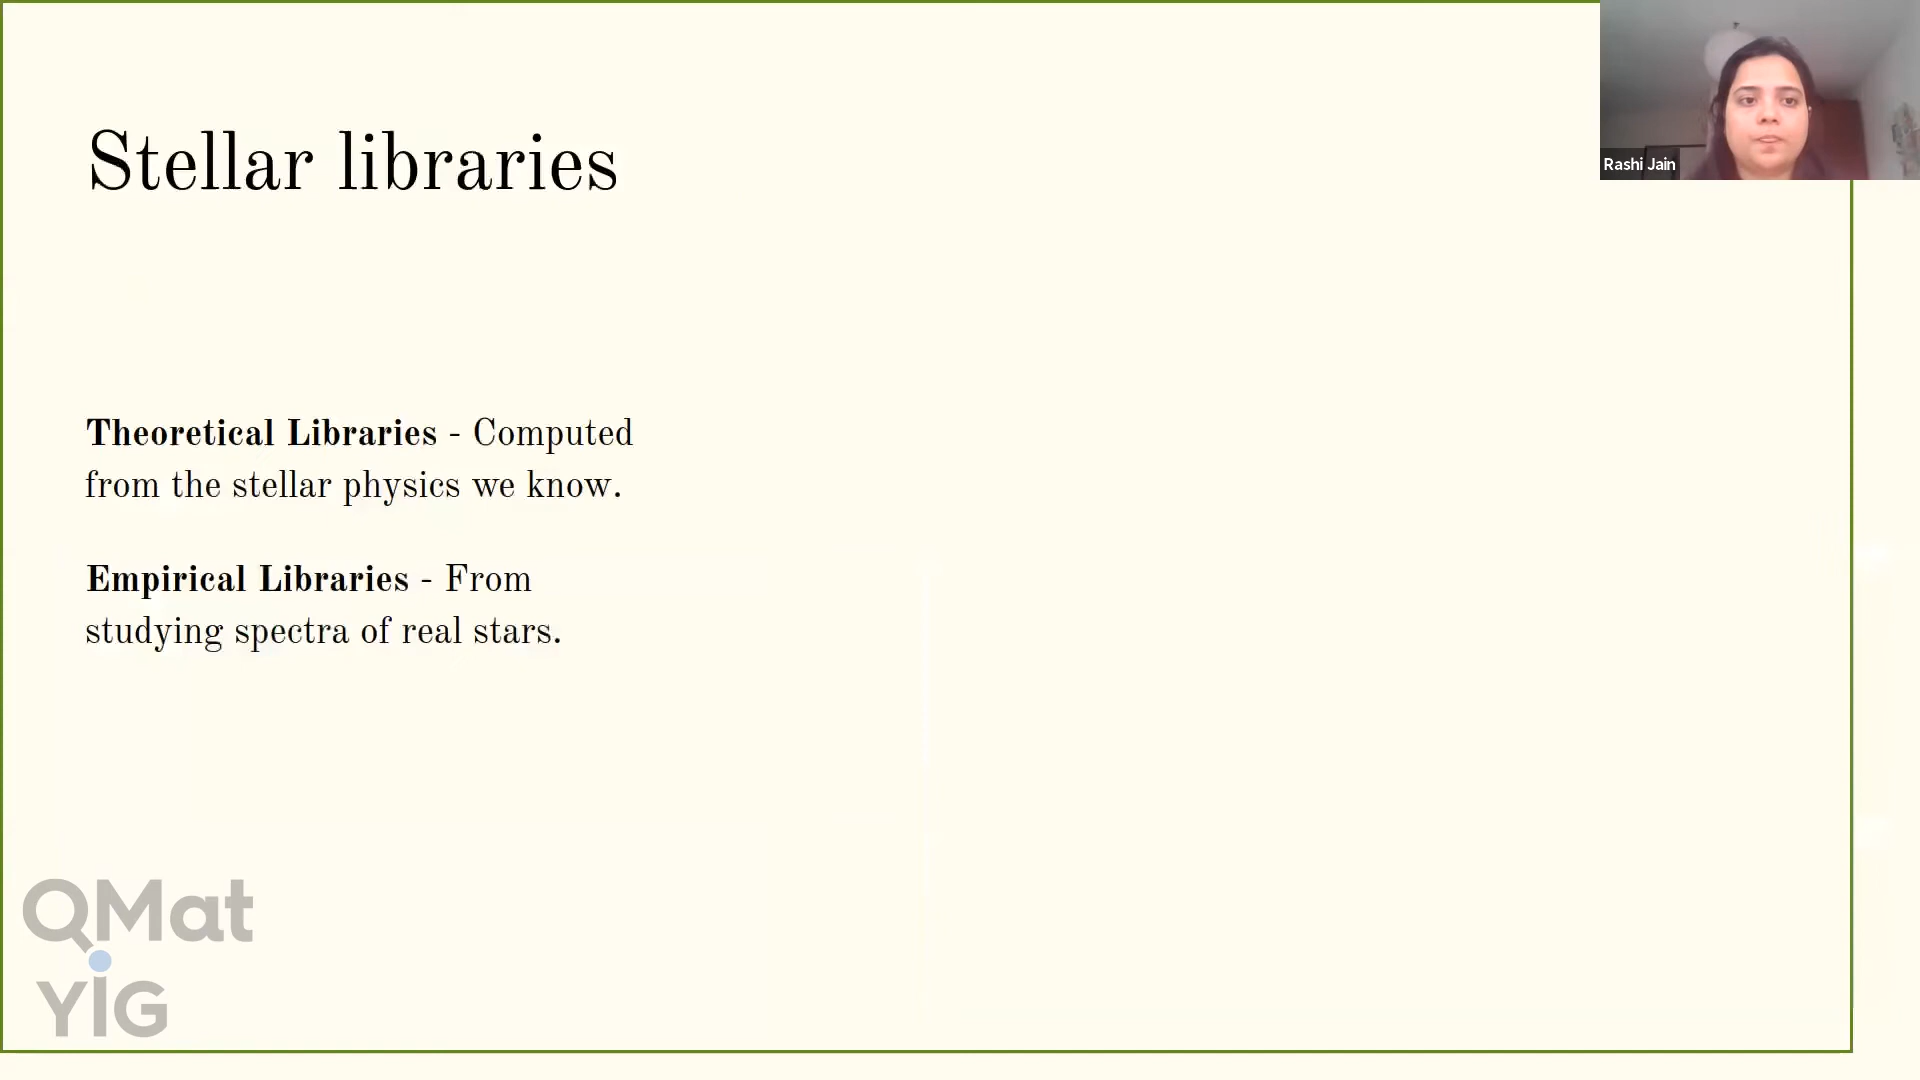 Stellar libraries
Rashi Jain
Theoretical Libraries - Computed
from the stellar physics we know.
Empirical Libraries - From
studying spectra of real stars.
QMat
YIG